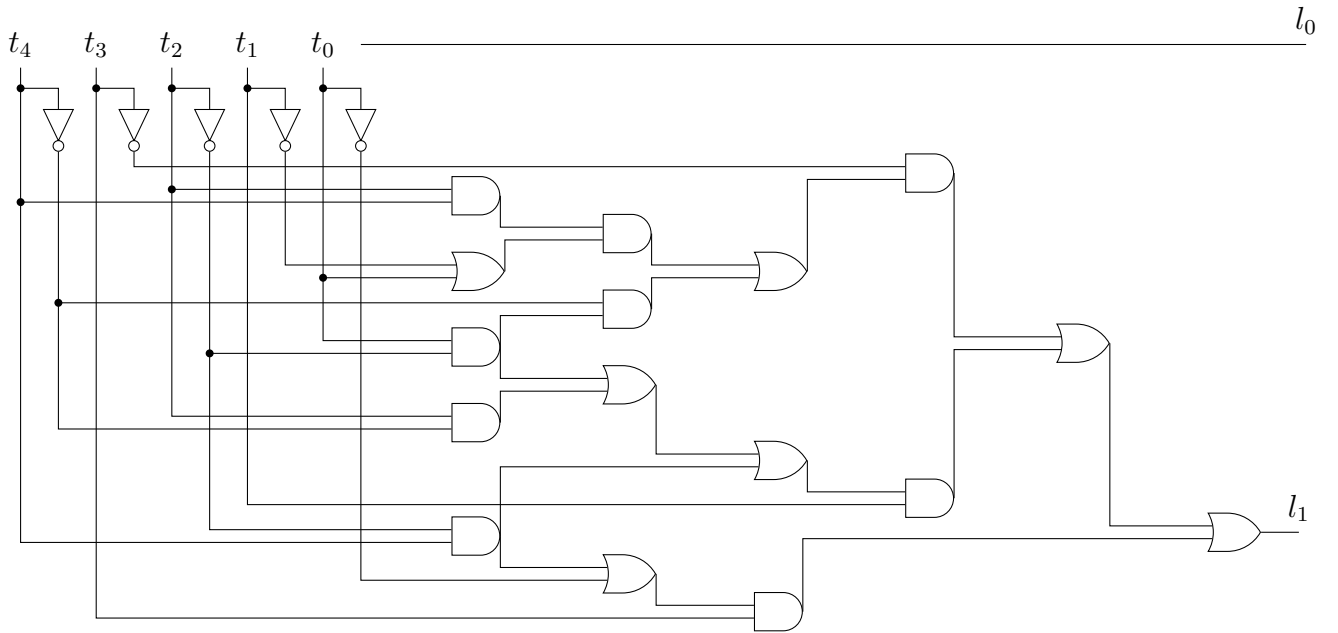 t₄ t₃ t₂ t₁ t₀ l₀
l₁